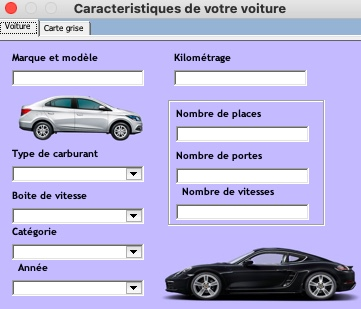 Caracteristiques de votre voiture
Voiture
Carte grise
Marque et modèle
Kilométrage
Nombre de places
Type de carburant
Nombre de portes
Boite de vitesse
Nombre de vitesses
Catégorie
Année